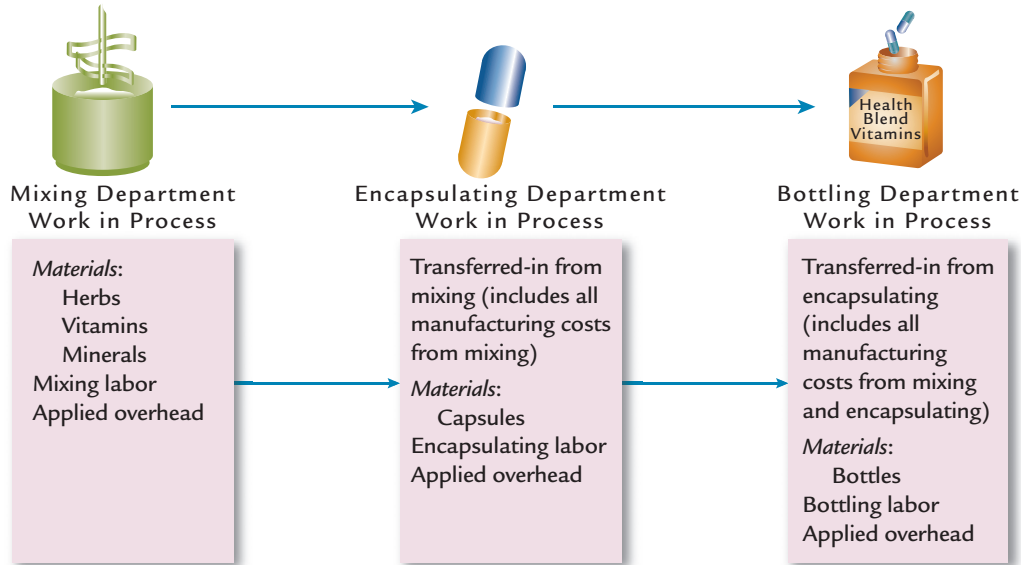 Health
Blend
Vitamins
Mixing Department
Work in Process
Encapsulating Department
Work in Process
Bottling Department
Work in Process
Materials:
Herbs
Vitamins
Minerals
Mixing labor
Applied overhead
Transferred-in from
mixing (includes all
manufacturing costs
from mixing)
Materials:
Capsules
Encapsulating labor
Applied overhead
Transferred-in from
encapsulating
(includes all
manufacturing
costs from mixing
and encapsulating)
Materials:
Bottles
Bottling labor
Applied overhead